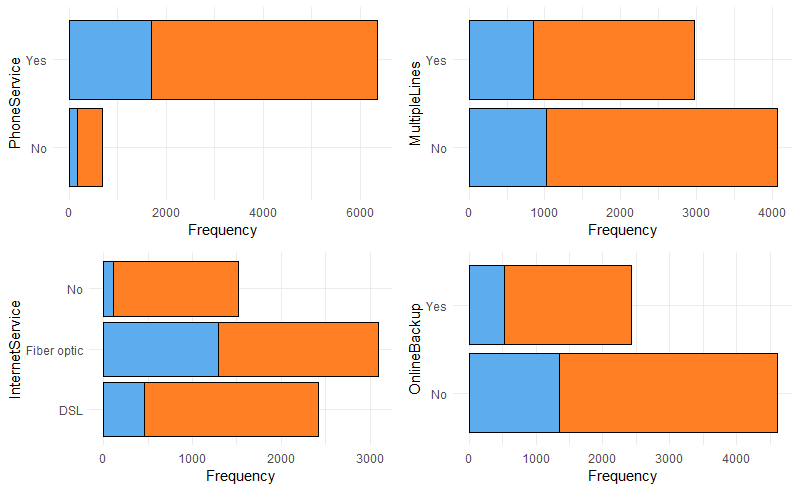 PhoneService
Yes
No
0 2000 4000 6000
Frequency
MultipleLines
Yes
No
0 1000 2000 3000 4000
Frequency
InternetService
No
Fiber optic
DSL
0 1000 2000 3000
Frequency
OnlineBackup
Yes
No
0 1000 2000 3000 4000
Frequency